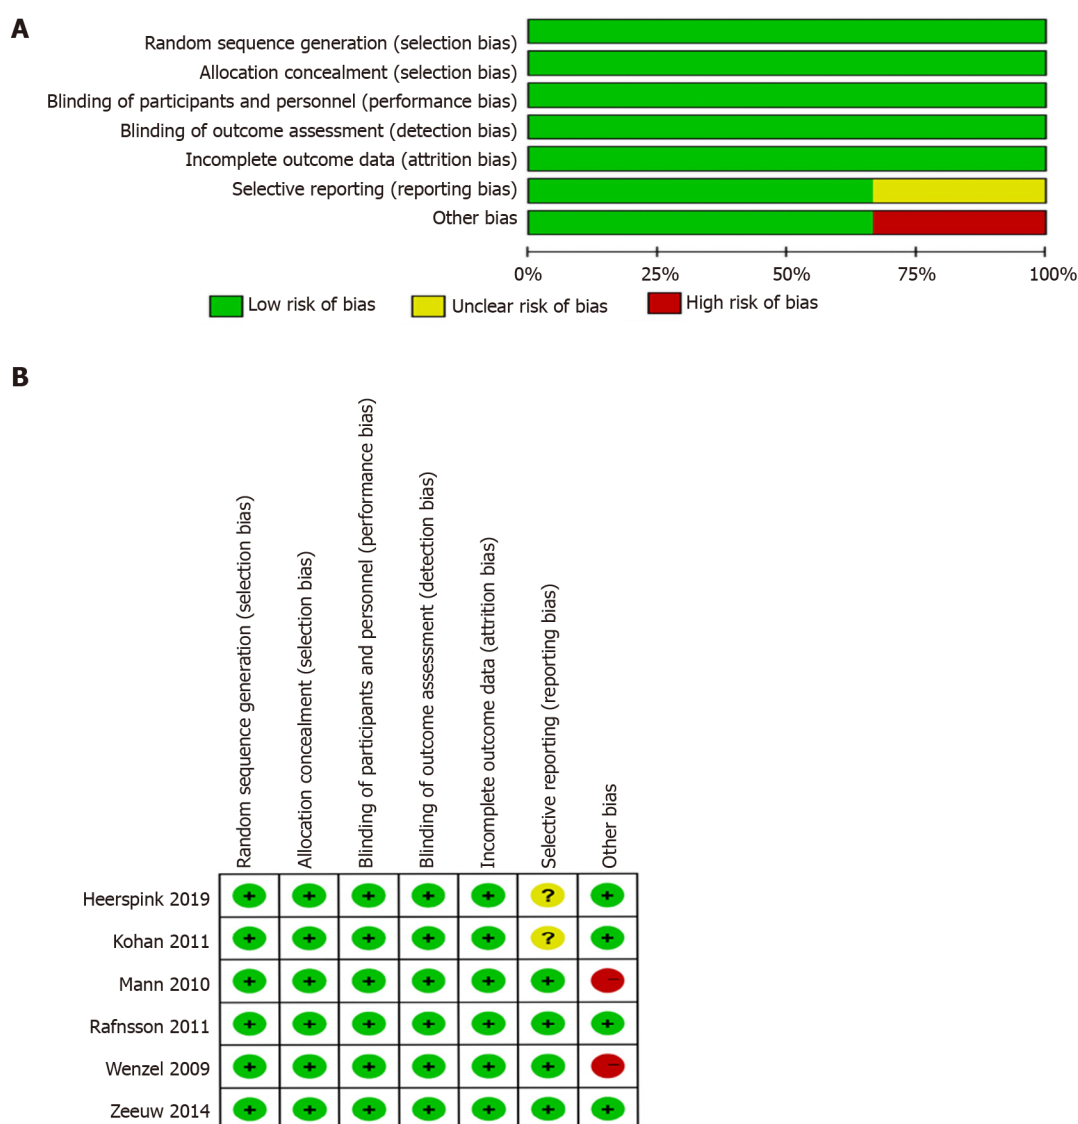 A
Random sequence generation (selection bias)
Allocation concealment (selection bias)
Blinding of participants and personnel (performance bias)
Blinding of outcome assessment (detection bias)
Incomplete outcome data (attrition bias)
Selective reporting (reporting bias)
Other bias
0% 25% 50% 75% 100%
Low risk of bias Unclear risk of bias High risk of bias
B
Random sequence generation (selection bias)
Allocation concealment (selection bias)
Blinding of participants and personnel (performance bias)
Blinding of outcome assessment (detection bias)
Incomplete outcome data (attrition bias)
Selective reporting (reporting bias)
Other bias
Heerspink 2019 + + + + + ? +
Kohan 2011 + + + + + ? +
Mann 2010 + + + + + + −
Rafnsson 2011 + + + + + + +
Wenzel 2009 + + + + + + −
Zeeuw 2014 + + + + + + +